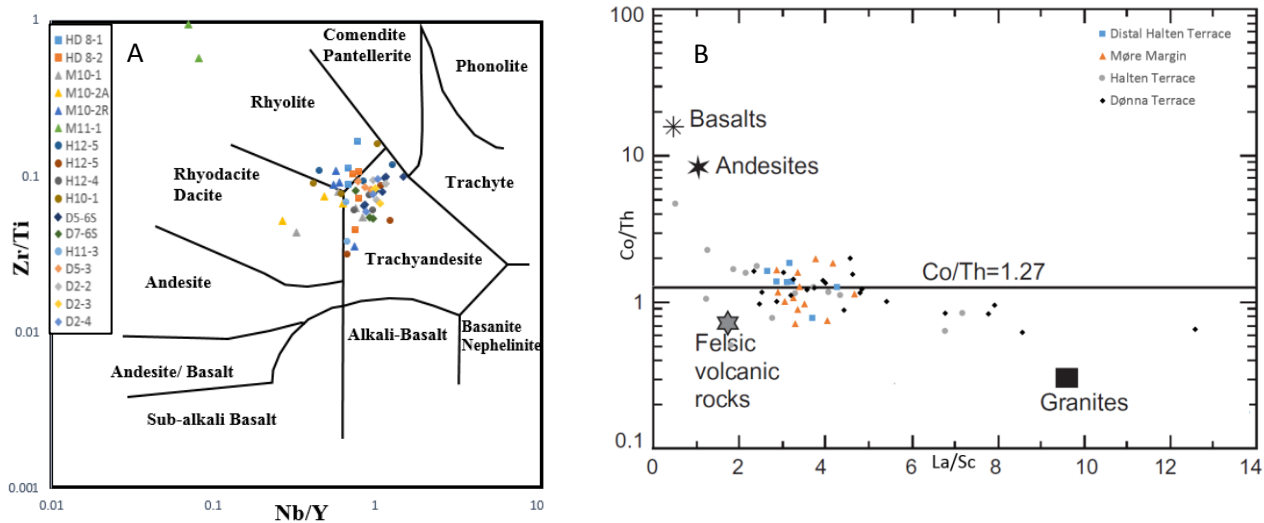 A
Zr/Ti
1
0.1
0.01
0.001
HD 8-1
HD 8-2
M10-1
M10-2A
M10-2R
M11-1
H12-5
H12-5
H12-4
H10-1
D5-6S
D7-6S
H11-3
D5-3
D2-2
D2-3
D2-4
Comendite
Pantellerite
Phonolite
Rhyolite
Rhyodacite
Dacite
Trachyte
Trachyandesite
Andesite
Alkali-Basalt
Basanite
Nephelinite
Andesite/ Basalt
Sub-alkali Basalt
0.01
0.1
1
10
Nb/Y
B
Co/Th
100
10
1
0.1
Distal Halten Terrace
Møre Margin
Halten Terrace
Dønna Terrace
Basalts
Andesites
Co/Th=1.27
Felsic
volcanic
rocks
Granites
0
2
4
6
8
10
12
14
La/Sc